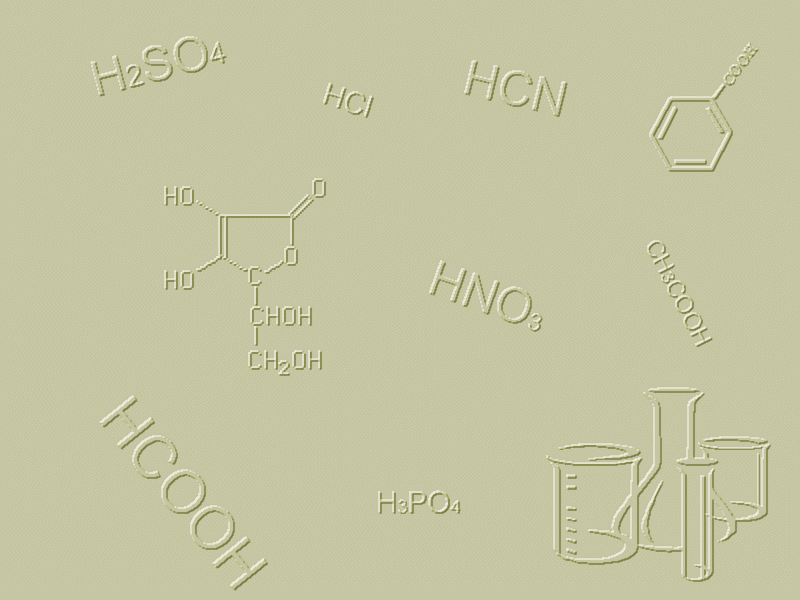 H₂SO₄
HCl
HCN
COOH
HO
O
O
HO
C
CHOH
CH₂OH
HNO₃
CH₃COOH
HCOOH
H₃PO₄